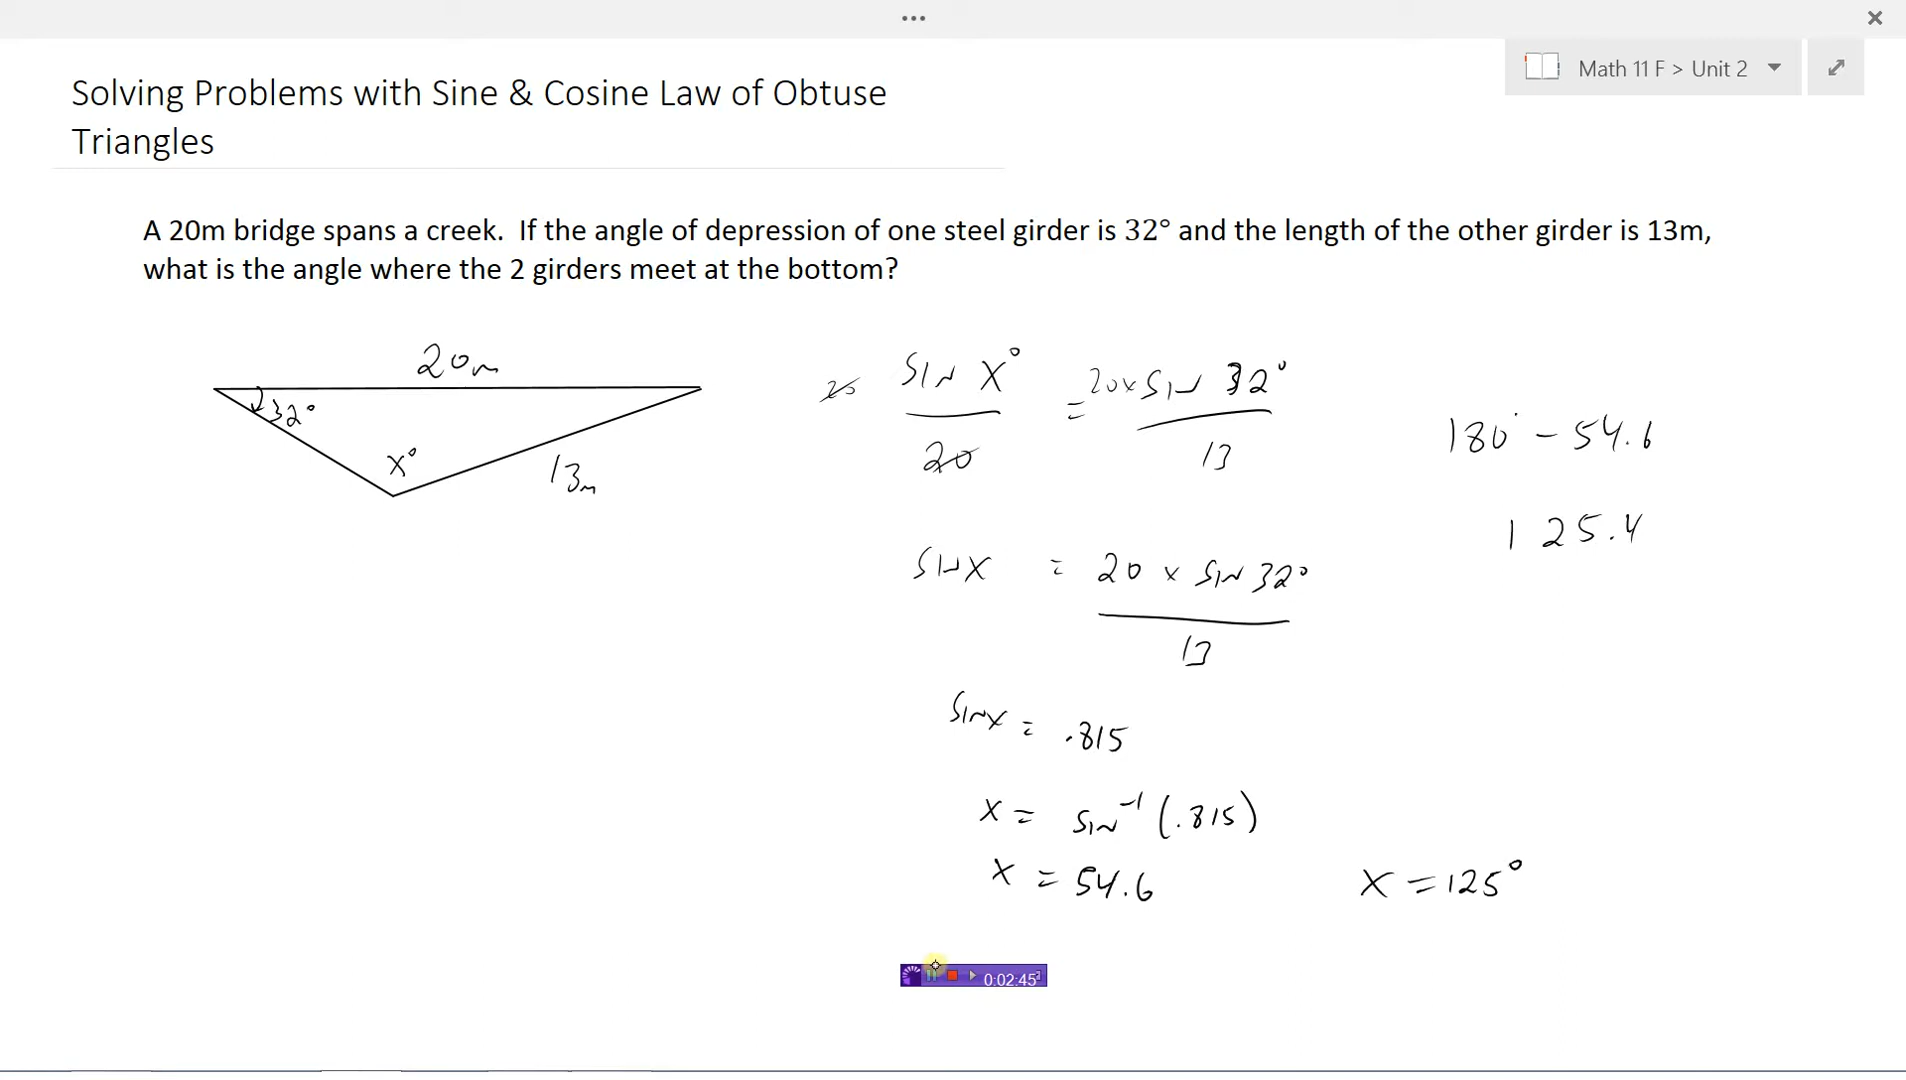 Math 11 F > Unit 2
Solving Problems with Sine & Cosine Law of Obtuse
Triangles
A 20m bridge spans a creek. If the angle of depression of one steel girder is 32° and the length of the other girder is 13m,
what is the angle where the 2 girders meet at the bottom?
20m
32°
x°
13m
20 SIN X° = 20 x SIN 32°
20 13
180° - 54.6
125.4
SIN X = 20 x SIN 32°
13
SIN X = .815
X = SIN⁻¹ (.815)
X = 54.6
X = 125°
0:02:45